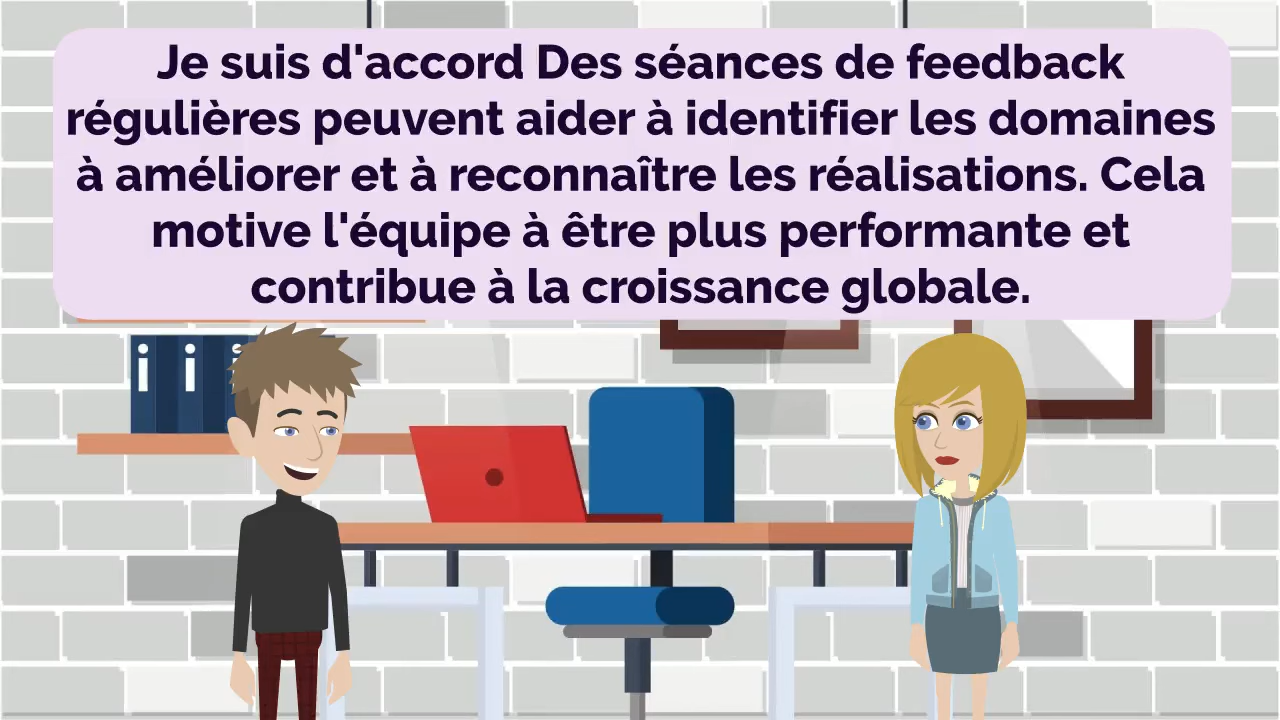 Je suis d'accord Des séances de feedback
régulières peuvent aider à identifier les domaines
à améliorer et à reconnaître les réalisations. Cela
motive l'équipe à être plus performante et
contribue à la croissance globale.